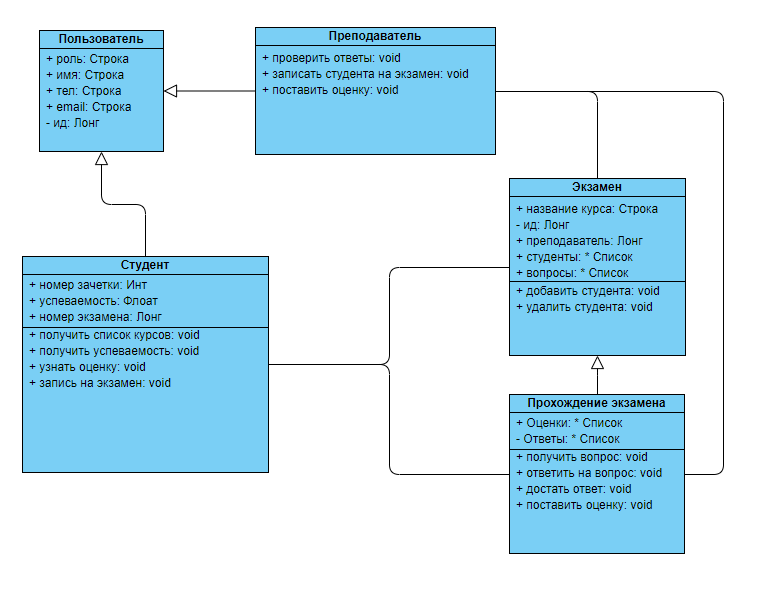 Пользователь
+ роль: Строка
+ имя: Строка
+ тел: Строка
+ email: Строка
- ид: Лонг
Преподаватель
+ проверить ответы: void
+ записать студента на экзамен: void
+ поставить оценку: void
Экзамен
+ название курса: Строка
- ид: Лонг
+ преподаватель: Лонг
+ студенты: * Список
+ вопросы: * Список
+ добавить студента: void
+ удалить студента: void
Студент
+ номер зачетки: Инт
+ успеваемость: Флоат
+ номер экзамена: Лонг
+ получить список курсов: void
+ получить успеваемость: void
+ узнать оценку: void
+ запись на экзамен: void
Прохождение экзамена
+ Оценки: * Список
- Ответы: * Список
+ получить вопрос: void
+ ответить на вопрос: void
+ достать ответ: void
+ поставить оценку: void